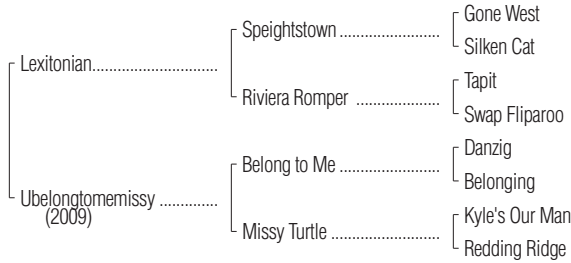 Gone West
Speightstown ....................
Silken Cat
Lexitonian.........................
Tapit
Riviera Romper .................
Swap Fliparoo
Danzig
Belong to Me ....................
Belonging
Ubelongtomemissy ............
(2009)
Kyle's Our Man
Missy Turtle ......................
Redding Ridge